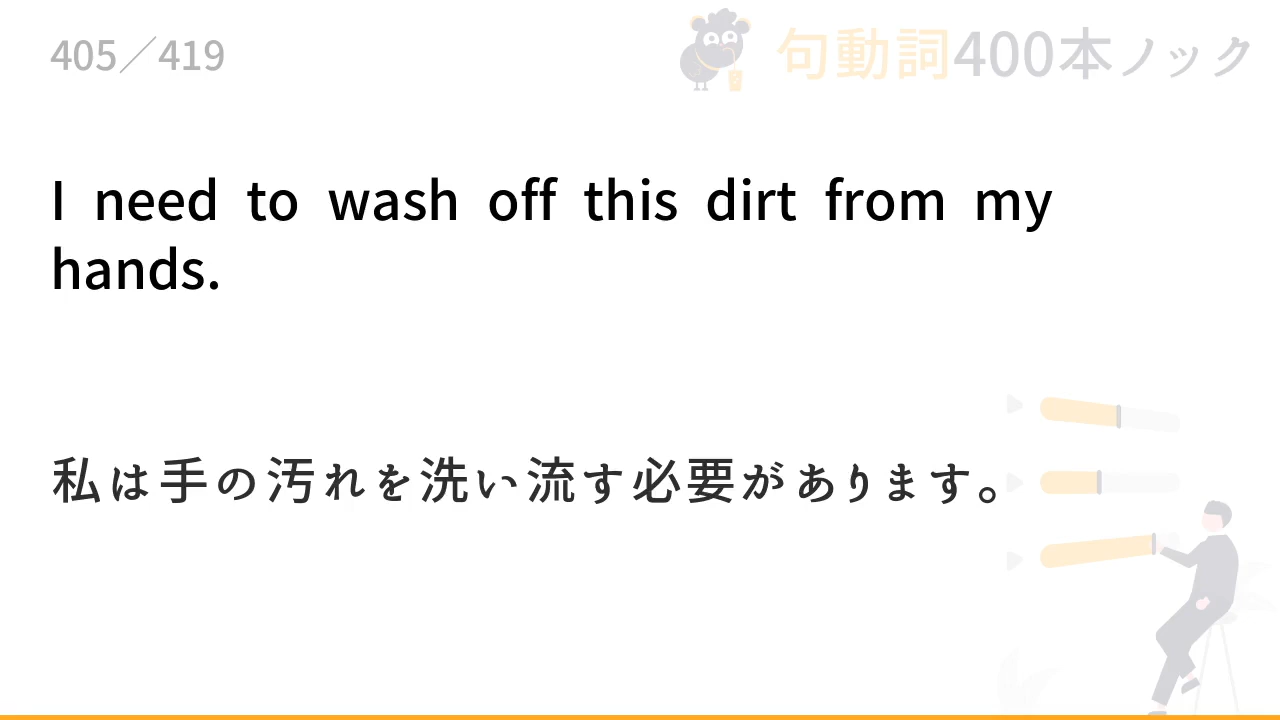 405／419
句動詞400本ノック
I need to wash off this dirt from my
hands.
私は手の汚れを洗い流す必要があります。